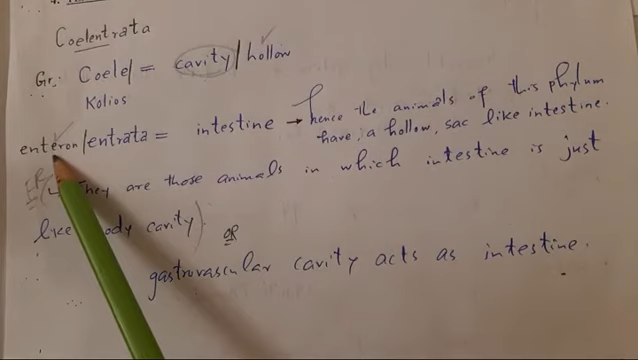 Coelentrata
Gr: Coele/ = cavity/hollow
Kolios
enteron/entrata = intestine → hence the animals of this phylum
have, a hollow, sac like intestine.
They are those animals in which intestine is just
like body cavity)
OR
gastrovascular cavity acts as intestine.